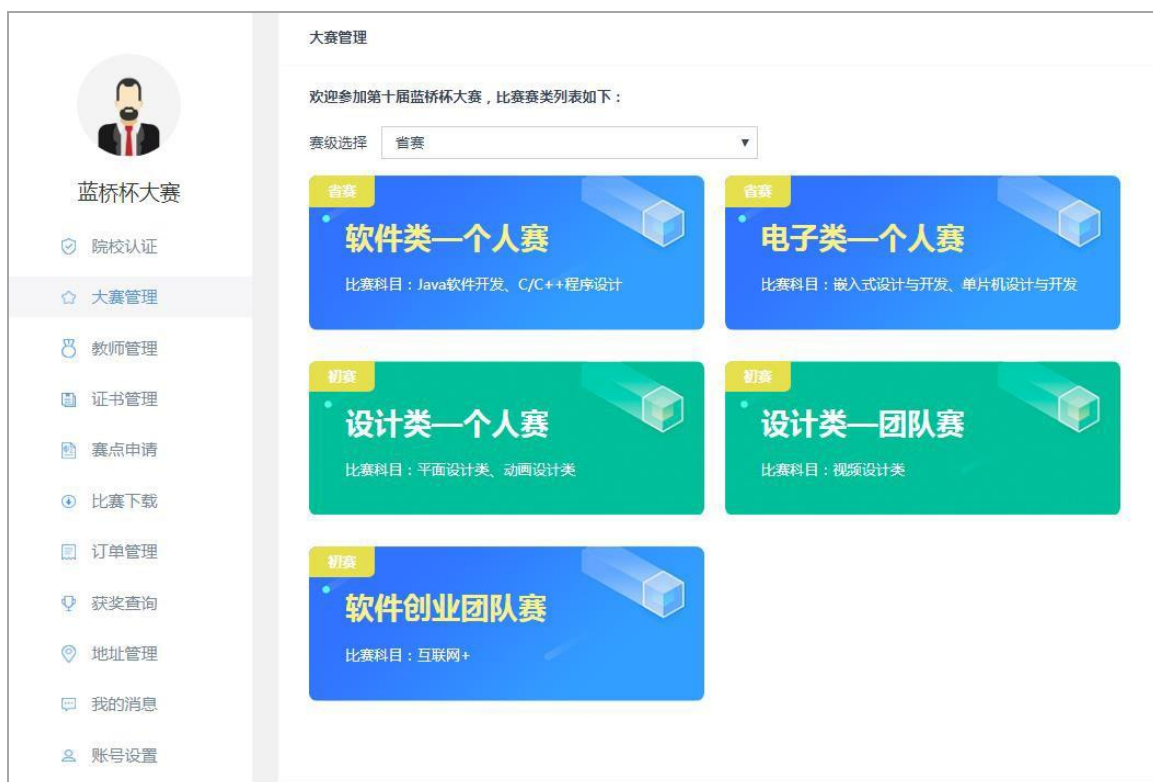 蓝桥杯大赛
院校认证
大赛管理
教师管理
证书管理
赛点申请
比赛下载
订单管理
获奖查询
地址管理
我的消息
账号设置
大赛管理
欢迎参加第十届蓝桥杯大赛，比赛赛类列表如下：
赛级选择 省赛
省赛
软件类—个人赛
比赛科目：Java软件开发、C/C++程序设计
省赛
电子类—个人赛
比赛科目：嵌入式设计与开发、单片机设计与开发
初赛
设计类—个人赛
比赛科目：平面设计类、动画设计类
初赛
设计类—团队赛
比赛科目：视频设计类
初赛
软件创业团队赛
比赛科目：互联网+